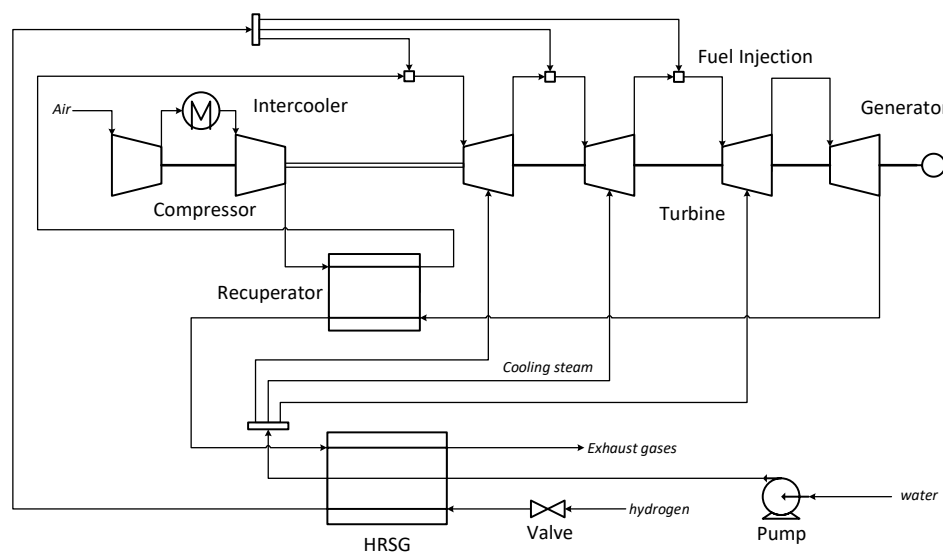 Fuel Injection
Air
Intercooler
Generator
Compressor
Turbine
Recuperator
Cooling steam
Exhaust gases
water
hydrogen
Valve
Pump
HRSG